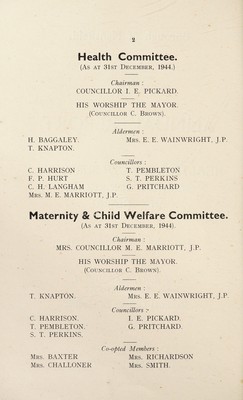 2
Health Committee.
(As at 31st December, 1944.)
Chairman :
COUNCILLOR I. E. PICKARD.
HIS WORSHIP THE MAYOR.
(Councillor C. Brown).
Aldermen :
H. BAGGALEY. Mrs. E. E. WAINWRIGHT, J.P.
T. KNAPTON.
Councillors :
C. HARRISON T. PEMBLETON
F. P. HURT S. T. PERKINS
C. H. LANGHAM G. PRITCHARD
Mrs. M. E. MARRIOTT, J.P.
Maternity & Child Welfare Committee.
(As at 31st December, 1944).
Chairman :
MRS. COUNCILLOR M. E. MARRIOTT, J.P.
HIS WORSHIP THE MAYOR.
(Councillor C. Brown).
Aldermen :
T. KNAPTON. Mrs. E. E. WAINWRIGHT, J.P.
Councillors :
C. HARRISON. I. E. PICKARD.
T. PEMBLETON. G. PRITCHARD.
S. T. PERKINS.
Co-opted Members :
Mrs. BAXTER Mrs. RICHARDSON
Mrs. CHALLONER Mrs. SMITH.